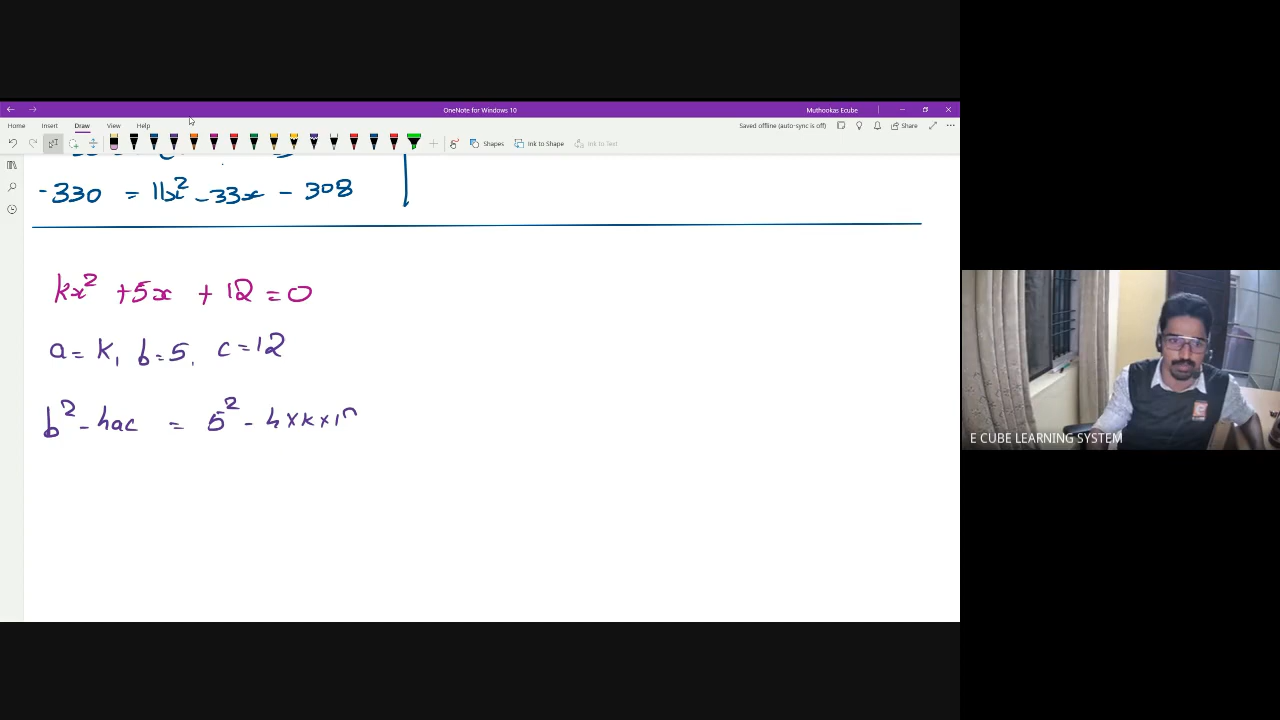 OneNote for Windows 10
Muthookas Ecube
Home Insert Draw View Help
Saved offline (auto-sync is off)
Share
Shapes
Ink to Shape
Ink to Text
-330 = 11x² - 33x - 308
kx² + 5x + 12 = 0
a = k, b = 5, c = 12
b² - 4ac = 5² - 4 × k × 1
E CUBE LEARNING SYSTEM